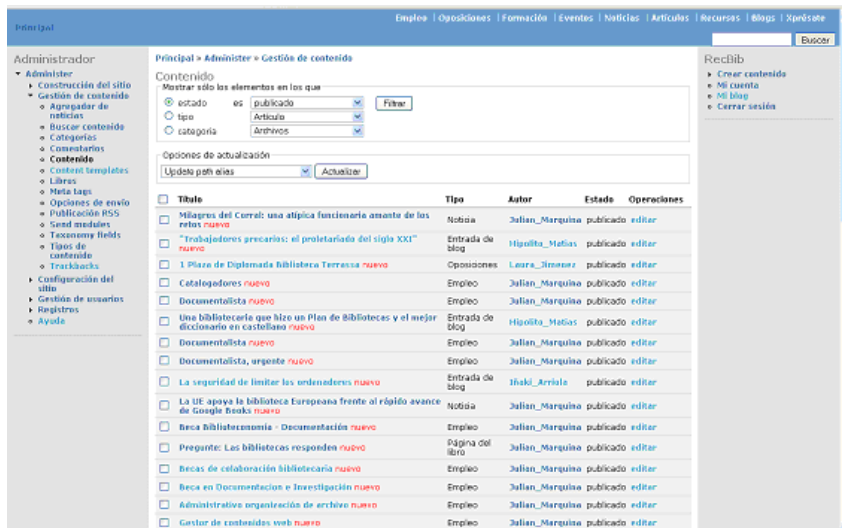 Empleo | Oposiciones | Formación | Eventos | Noticias | Artículos | Recursos | Blogs | Xprésate
Principal
Buscar
Administrador
Administer
Construcción del sitio
Gestión de contenido
Agregador de
noticias
Buscar contenido
Categorías
Comentarios
Contenido
Content templates
Libros
Meta tags
Opciones de envío
Publicación RSS
Send modules
Taxonomy fields
Tipos de
contenido
Trackbacks
Configuración del
sitio
Gestión de usuarios
Registros
Ayuda
Principal » Administer » Gestión de contenido
Contenido
Mostrar sólo los elementos en los que
estado es publicado Filtrar
tipo Artículo
categoría Archivos
Opciones de actualización
Update path alias Actualizar
Título Tipo Autor Estado Operaciones
Milagros del Corral: una atípica funcionaria amante de los
retos nuevo Noticia Julian_Marquina publicado editar
"Trabajadores precarios: el proletariado del siglo XXI"
nuevo Entrada de
blog Hipolito_Matias publicado editar
1 Plaza de Diplomada Biblioteca Terrassa nuevo Oposiciones Laura_Jimenez publicado editar
Catalogadores nuevo Empleo Julian_Marquina publicado editar
Documentalista nuevo Empleo Julian_Marquina publicado editar
Una bibliotecaria que hizo un Plan de Bibliotecas y el mejor
diccionario en castellano nuevo Entrada de
blog Hipolito_Matias publicado editar
Documentalista nuevo Empleo Julian_Marquina publicado editar
Documentalista, urgente nuevo Empleo Julian_Marquina publicado editar
La seguridad de limitar los ordenadores nuevo Entrada de
blog Iñaki_Arriola publicado editar
La UE apoya la biblioteca Europeana frente al rápido avance
de Google Books nuevo Noticia Julian_Marquina publicado editar
Beca Biblioteconomía - Documentación nuevo Empleo Julian_Marquina publicado editar
Pregunte: Las bibliotecas responden nuevo Página del
libro Julian_Marquina publicado editar
Becas de colaboración bibliotecaria nuevo Empleo Julian_Marquina publicado editar
Beca en Documentacion e Investigación nuevo Empleo Julian_Marquina publicado editar
Administrativo organización de archivo nuevo Empleo Julian_Marquina publicado editar
Gestor de contenidos web nuevo Empleo Julian_Marquina publicado editar
RecBib
Crear contenido
Mi cuenta
Mi blog
Cerrar sesión